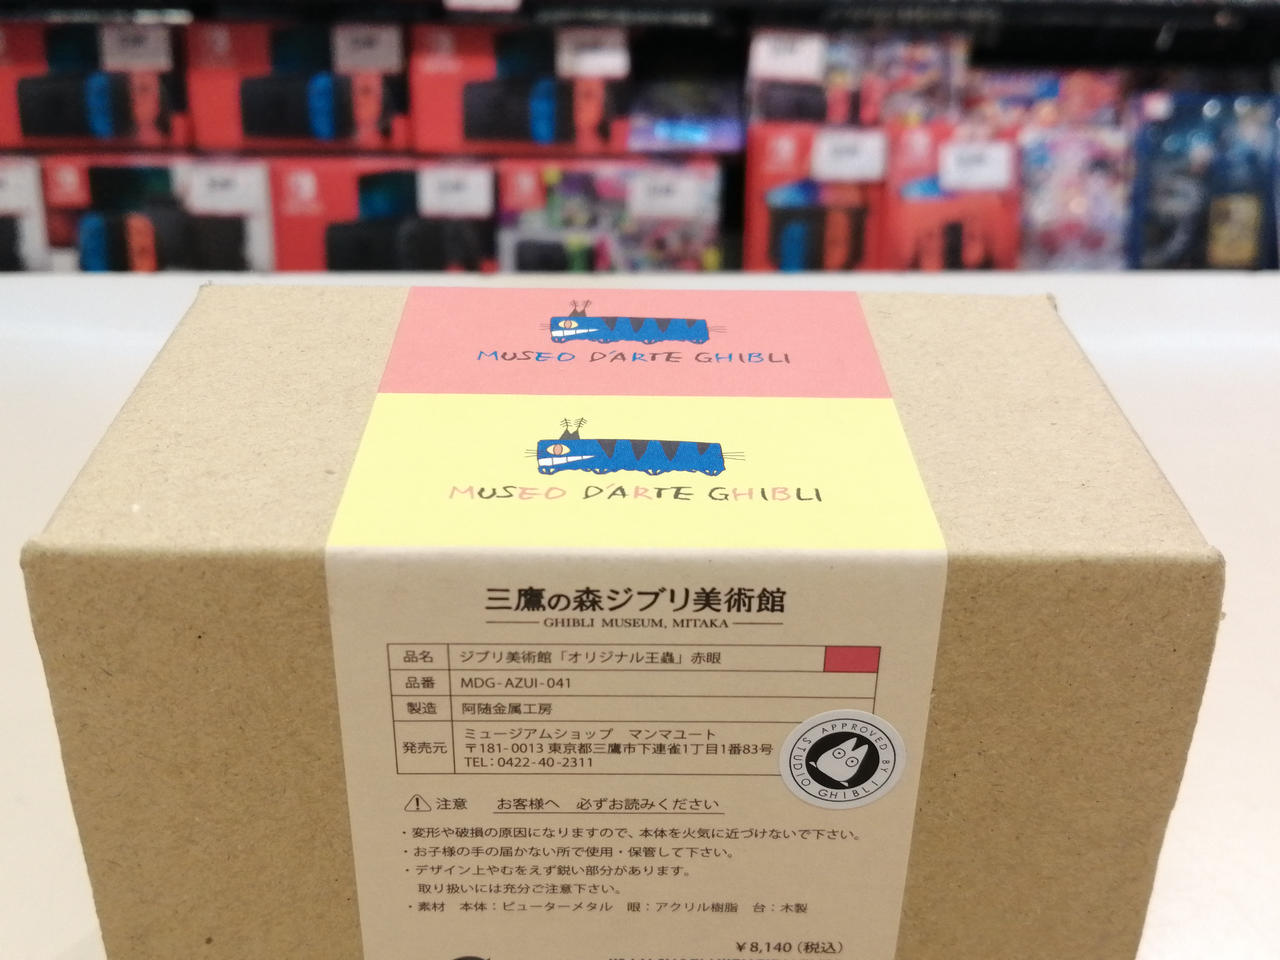 MUSEO D'ARTE GHIBLI
MUSEO D'ARTE GHIBLI
三鷹の森ジブリ美術館
GHIBLI MUSEUM, MITAKA
品名 ジブリ美術館「オリジナル王蟲」赤眼
品番 MDG-AZUI-041
製造 阿随金属工房
発売元 ミュージアムショップ マンマユート
〒181-0013 東京都三鷹市下連雀1丁目1番83号
TEL:0422-40-2311
APPROVED BY STUDIO GHIBLI
注意 お客様へ 必ずお読みください
・変形や破損の原因になりますので、本体を火気に近づけないで下さい。
・お子様の手の届かない所で使用・保管して下さい。
・デザイン上やむをえず鋭い部分があります。
取り扱いには充分ご注意下さい。
・素材 本体:ピューターメタル 眼:アクリル樹脂 台:木製
¥8,140(税込)